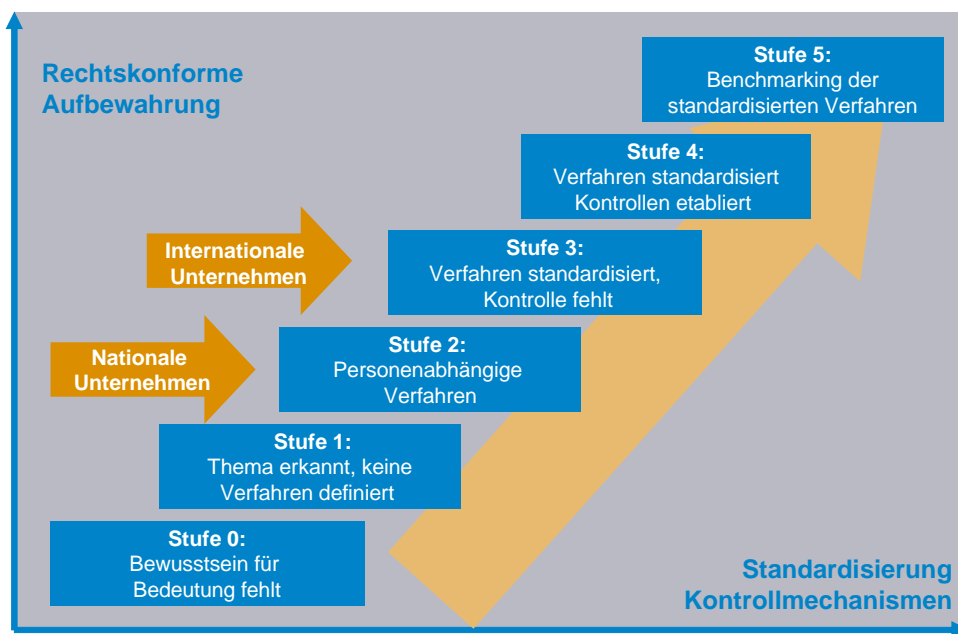 Rechtskonforme
Aufbewahrung
Stufe 5:
Benchmarking der
standardisierten Verfahren
Stufe 4:
Verfahren standardisiert
Kontrollen etabliert
Internationale
Unternehmen
Stufe 3:
Verfahren standardisiert,
Kontrolle fehlt
Nationale
Unternehmen
Stufe 2:
Personenabhängige
Verfahren
Stufe 1:
Thema erkannt, keine
Verfahren definiert
Stufe 0:
Bewusstsein für
Bedeutung fehlt
Standardisierung
Kontrollmechanismen